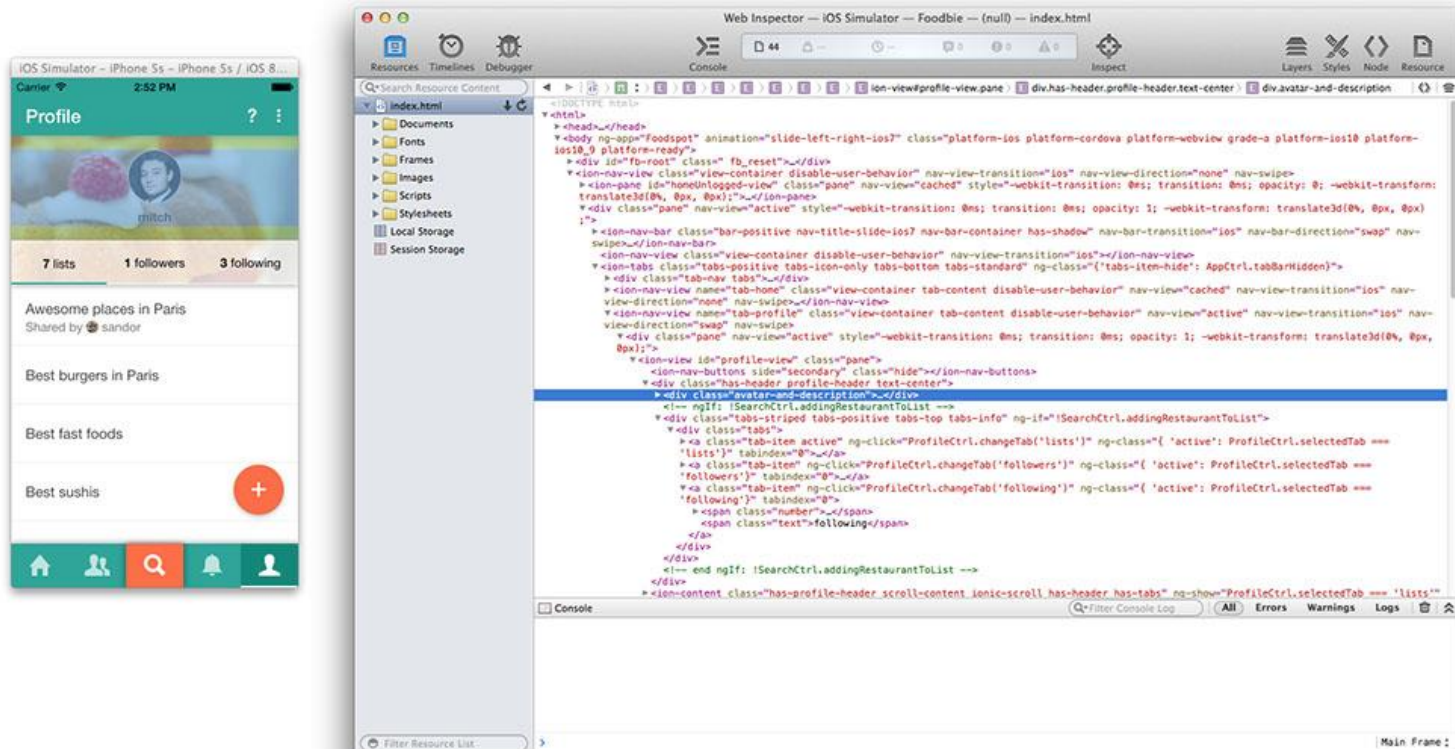 iOS Simulator – iPhone 5s – iPhone 5s / iOS 8...
Carrier 2:52 PM
Profile ?
mitch
7 lists 1 followers 3 following
Awesome places in Paris
Shared by sandor
Best burgers in Paris
Best fast foods
Best sushis
+
Web Inspector — iOS Simulator — Foodbie — (null) — index.html
44 -- -- 0 0 0
Resources Timelines Debugger Console Inspect Layers Styles Node Resource
Search Resource Content
E E E E E E E ion-view#profile-view.pane E div.has-header.profile-header.text-center E div.avatar-and-description
index.html
Documents
Fonts
Frames
Images
Scripts
Stylesheets
Local Storage
Session Storage
Filter Resource List
<!DOCTYPE html>
▼<html>
▶<head>…</head>
▼<body ng-app="Foodspot" animation="slide-left-right-ios7" class="platform-ios platform-cordova platform-webview grade-a platform-ios10 platform-
ios10_9 platform-ready">
▶<div id="fb-root" class=" fb_reset">…</div>
▼<ion-nav-view class="view-container disable-user-behavior" nav-view-transition="ios" nav-view-direction="none" nav-swipe>
▶<ion-pane id="homeUnlogged-view" class="pane" nav-view="cached" style="-webkit-transition: 0ms; transition: 0ms; opacity: 0; -webkit-transform:
translate3d(0%, 0px, 0px);">…</ion-pane>
▼<div class="pane" nav-view="active" style="-webkit-transition: 0ms; transition: 0ms; opacity: 1; -webkit-transform: translate3d(0%, 0px, 0px)
;">
▶<ion-nav-bar class="bar-positive nav-title-slide-ios7 nav-bar-container has-shadow" nav-bar-transition="ios" nav-bar-direction="swap" nav-
swipe>…</ion-nav-bar>
<ion-nav-view class="view-container disable-user-behavior" nav-view-transition="ios"></ion-nav-view>
▼<ion-tabs class="tabs-positive tabs-icon-only tabs-bottom tabs-standard" ng-class="{'tabs-item-hide': AppCtrl.tabBarHidden}">
▶<div class="tab-nav tabs">…</div>
▶<ion-nav-view name="tab-home" class="view-container tab-content disable-user-behavior" nav-view="cached" nav-view-transition="ios" nav-
view-direction="none" nav-swipe>…</ion-nav-view>
▼<ion-nav-view name="tab-profile" class="view-container tab-content disable-user-behavior" nav-view="active" nav-view-transition="ios" nav-
view-direction="swap" nav-swipe>
▼<div class="pane" nav-view="active" style="-webkit-transition: 0ms; transition: 0ms; opacity: 1; -webkit-transform: translate3d(0%, 0px,
0px);">
▼<ion-view id="profile-view" class="pane">
<ion-nav-buttons side="secondary" class="hide"></ion-nav-buttons>
▼<div class="has-header profile-header text-center">
▶<div class="avatar-and-description">…</div>
<!-- ngIf: !SearchCtrl.addingRestaurantToList -->
▼<div class="tabs-striped tabs-positive tabs-top tabs-info" ng-if="!SearchCtrl.addingRestaurantToList">
▼<div class="tabs">
▶<a class="tab-item active" ng-click="ProfileCtrl.changeTab('lists')" ng-class="{ 'active': ProfileCtrl.selectedTab ===
'lists'}" tabindex="0">…</a>
▶<a class="tab-item" ng-click="ProfileCtrl.changeTab('followers')" ng-class="{ 'active': ProfileCtrl.selectedTab ===
'followers'}" tabindex="0">…</a>
▼<a class="tab-item" ng-click="ProfileCtrl.changeTab('following')" ng-class="{ 'active': ProfileCtrl.selectedTab ===
'following'}" tabindex="0">
▶<span class="number">…</span>
<span class="text">following</span>
</a>
</div>
</div>
<!-- end ngIf: !SearchCtrl.addingRestaurantToList -->
</div>
▶<ion-content class="has-profile-header scroll-content ionic-scroll has-header has-tabs" ng-show="ProfileCtrl.selectedTab === 'lists'"
Console Filter Console Log All Errors Warnings Logs
> Main Frame